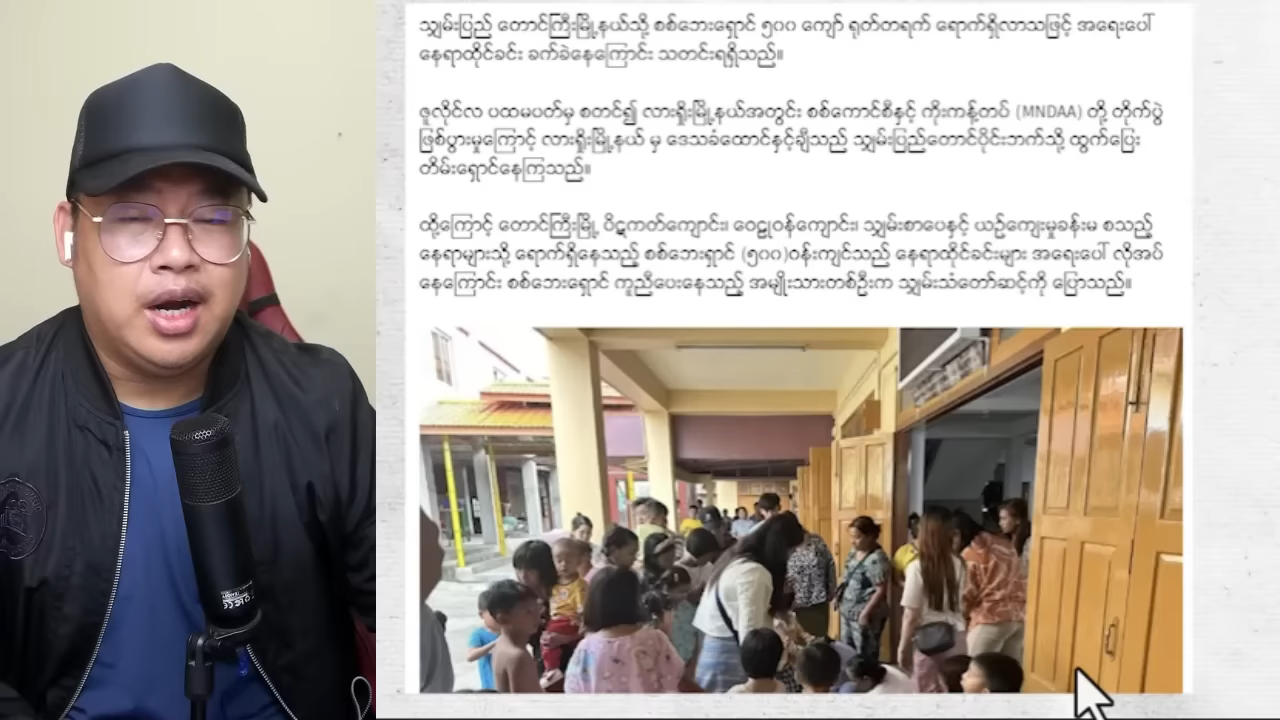 သျှမ်းပြည် တောင်ကြီးမြို့နယ်သို့ စစ်ဘေးရှောင် ၅၀၀ ကျော် ရုတ်တရက် ရောက်ရှိလာသဖြင့် အရေးပေါ်
နေရာထိုင်ခင်း ခက်ခဲနေကြောင်း သတင်းရရှိသည်။
ဇူလိုင်လ ပထမပတ်မှ စတင်၍ လားရှိုးမြို့နယ်အတွင်း စစ်ကောင်စီနှင့် ကိုးကန့်တပ် (MNDAA) တို့ တိုက်ပွဲ
ဖြစ်ပွားမှုကြောင့် လားရှိုးမြို့နယ် မှ ဒေသခံထောင်နှင့်ချီသည် သျှမ်းပြည်တောင်ပိုင်းဘက်သို့ ထွက်ပြေး
တိမ်းရှောင်နေကြသည်။
ထို့ကြောင့် တောင်ကြီးမြို့ ပိဋကတ်ကျောင်း၊ ဝေဠုဝန်ကျောင်း၊ သျှမ်းစာပေနှင့် ယဉ်ကျေးမှုခန်းမ စသည့်
နေရာများသို့ ရောက်ရှိနေသည့် စစ်ဘေးရှာင် (၅၀၀)ဝန်းကျင်သည် နေရာထိုင်ခင်းများ အရေးပေါ် လိုအပ်
နေကြောင်း စစ်ဘေးရှောင် ကူညီပေးနေသည့် အမျိုးသားတစ်ဦးက သျှမ်းသံတော်ဆင့်ကို ပြောသည်။